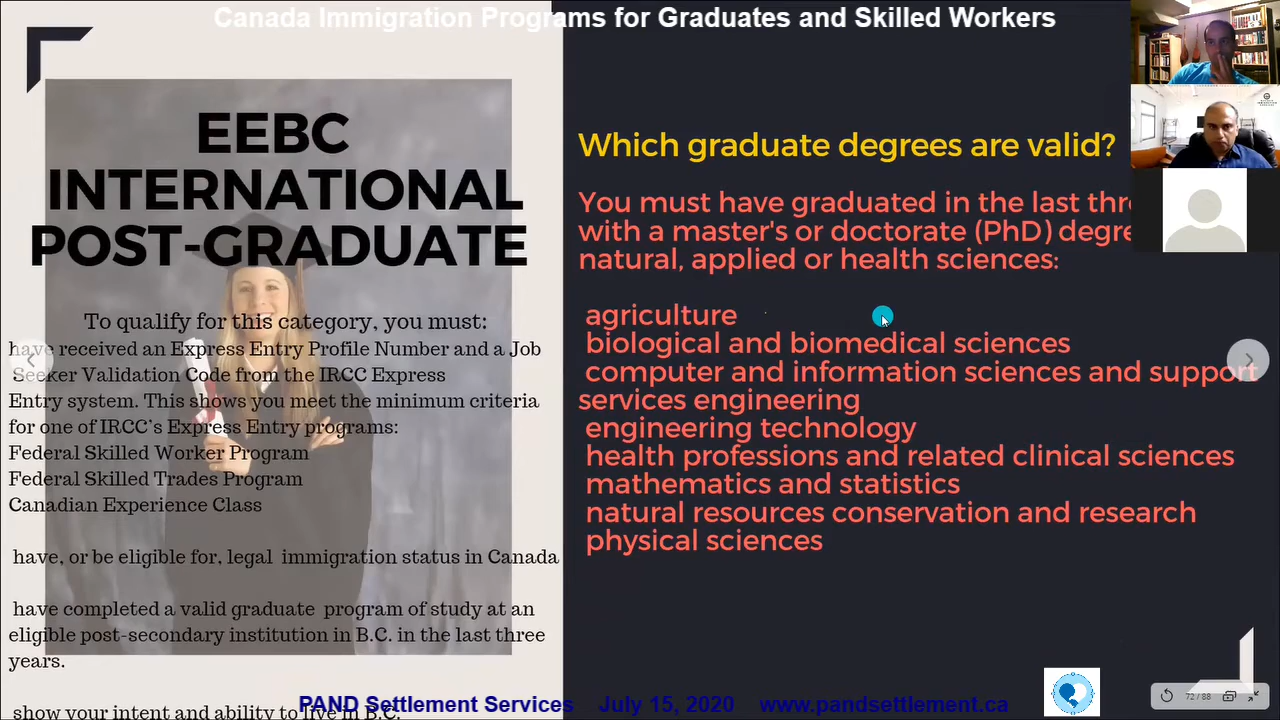 Canada Immigration Programs for Graduates and Skilled Workers
EEBC
INTERNATIONAL
POST-GRADUATE
To qualify for this category, you must:
have received an Express Entry Profile Number and a Job
Seeker Validation Code from the IRCC Express
Entry system. This shows you meet the minimum criteria
for one of IRCC's Express Entry programs:
Federal Skilled Worker Program
Federal Skilled Trades Program
Canadian Experience Class
have, or be eligible for, legal immigration status in Canada
have completed a valid graduate program of study at an
eligible post-secondary institution in B.C. in the last three
years.
show your intent and ability to live in B.C.
Which graduate degrees are valid?
You must have graduated in the last
with a master's or doctorate (PhD)
natural, applied or health sciences:
agriculture
biological and biomedical sciences
computer and information sciences and support
services engineering
engineering technology
health professions and related clinical sciences
mathematics and statistics
natural resources conservation and research
physical sciences
72 / 88
PAND Settlement Services July 15, 2020 www.pandsettlement.ca